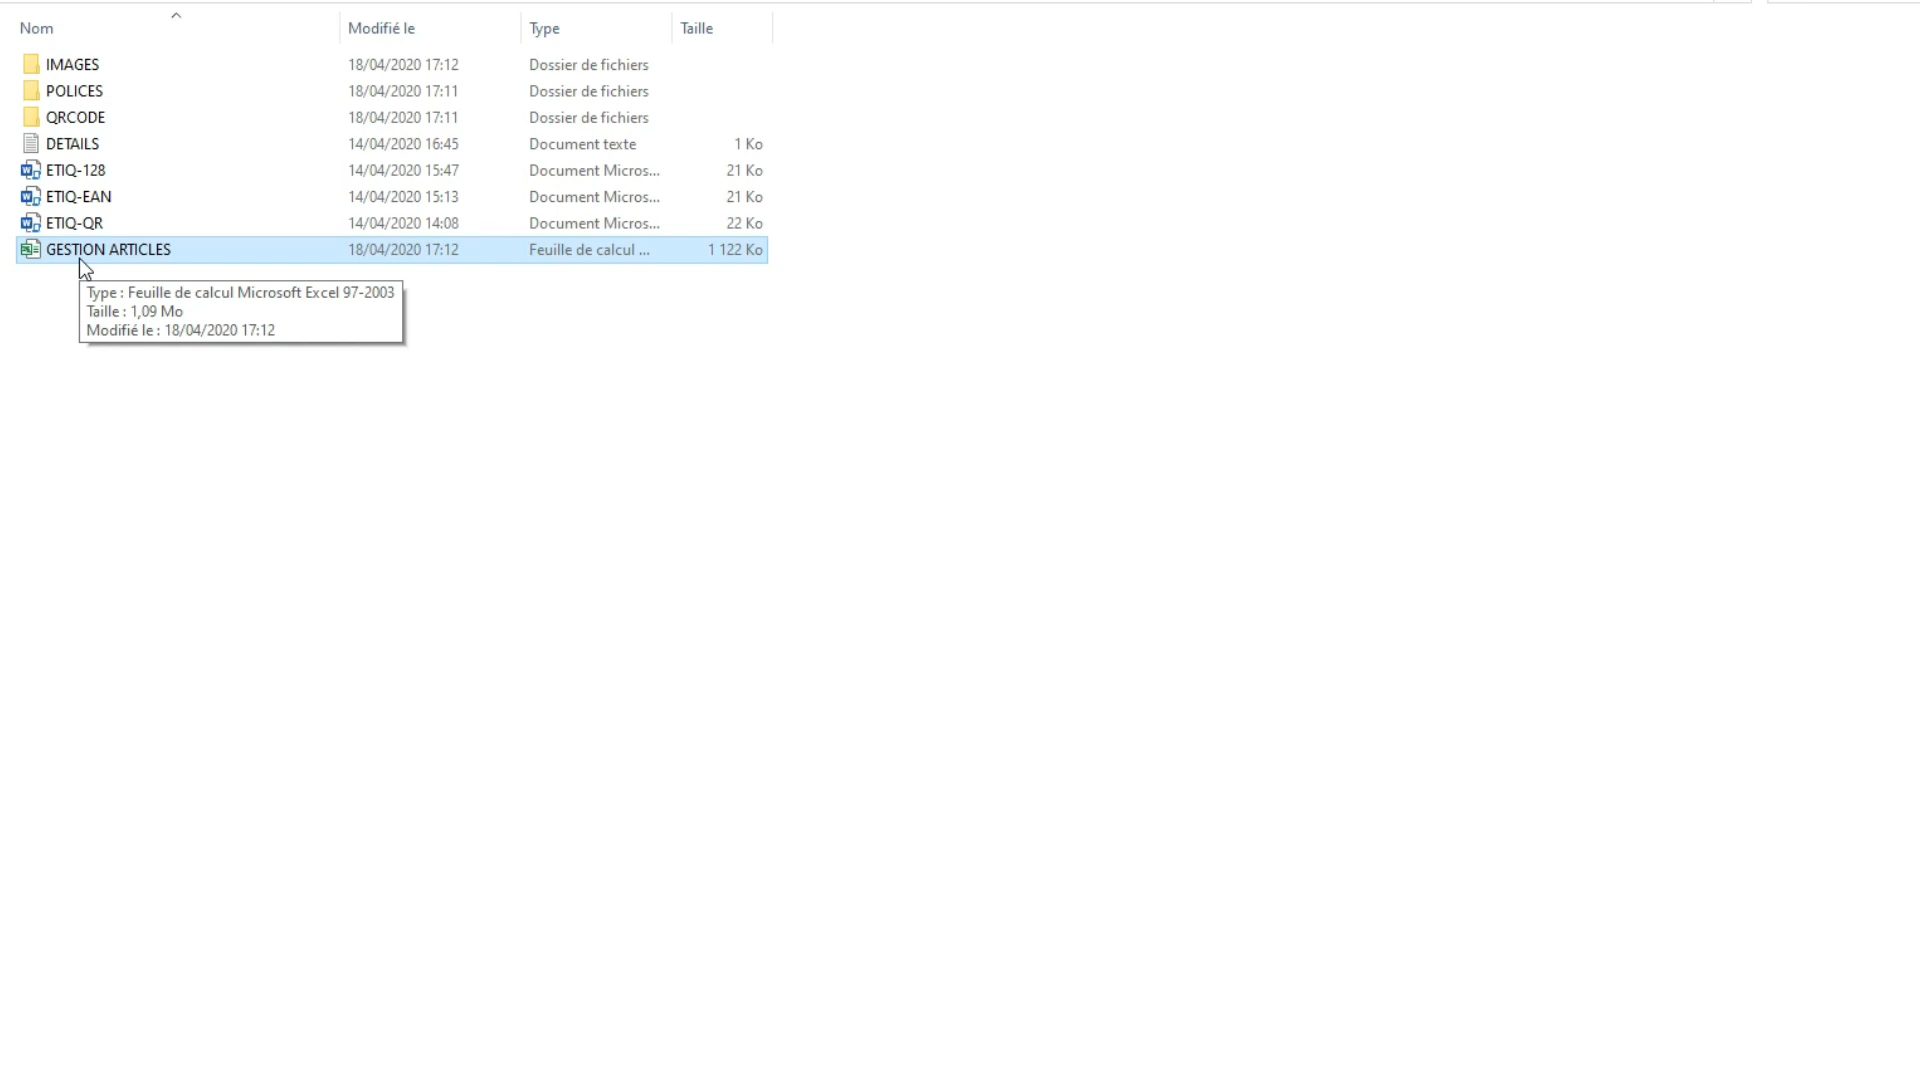 Nom Modifié le Type Taille
IMAGES 18/04/2020 17:12 Dossier de fichiers
POLICES 18/04/2020 17:11 Dossier de fichiers
QRCODE 18/04/2020 17:11 Dossier de fichiers
DETAILS 14/04/2020 16:45 Document texte 1 Ko
ETIQ-128 14/04/2020 15:47 Document Micros... 21 Ko
ETIQ-EAN 14/04/2020 15:13 Document Micros... 21 Ko
ETIQ-QR 14/04/2020 14:08 Document Micros... 22 Ko
GESTION ARTICLES 18/04/2020 17:12 Feuille de calcul ... 1 122 Ko
Type : Feuille de calcul Microsoft Excel 97-2003
Taille : 1,09 Mo
Modifié le : 18/04/2020 17:12